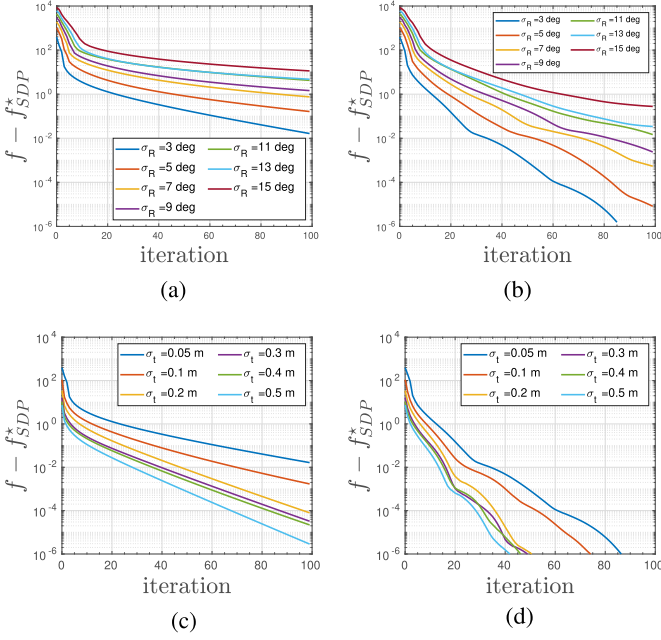 10^4
10^2
10^0
10^-2
10^-4
10^-6
f − f*_SDP
σ_R =3 deg
σ_R =5 deg
σ_R =7 deg
σ_R =9 deg
σ_R =11 deg
σ_R =13 deg
σ_R =15 deg
0 20 40 60 80 100
iteration
(a)
10^4
10^2
10^0
10^-2
10^-4
10^-6
f − f*_SDP
σ_R =3 deg
σ_R =5 deg
σ_R =7 deg
σ_R =9 deg
σ_R =11 deg
σ_R =13 deg
σ_R =15 deg
0 20 40 60 80 100
iteration
(b)
10^4
10^2
10^0
10^-2
10^-4
10^-6
f − f*_SDP
σ_t =0.05 m
σ_t =0.1 m
σ_t =0.2 m
σ_t =0.3 m
σ_t =0.4 m
σ_t =0.5 m
0 20 40 60 80 100
iteration
(c)
10^4
10^2
10^0
10^-2
10^-4
10^-6
f − f*_SDP
σ_t =0.05 m
σ_t =0.1 m
σ_t =0.2 m
σ_t =0.3 m
σ_t =0.4 m
σ_t =0.5 m
0 20 40 60 80 100
iteration
(d)